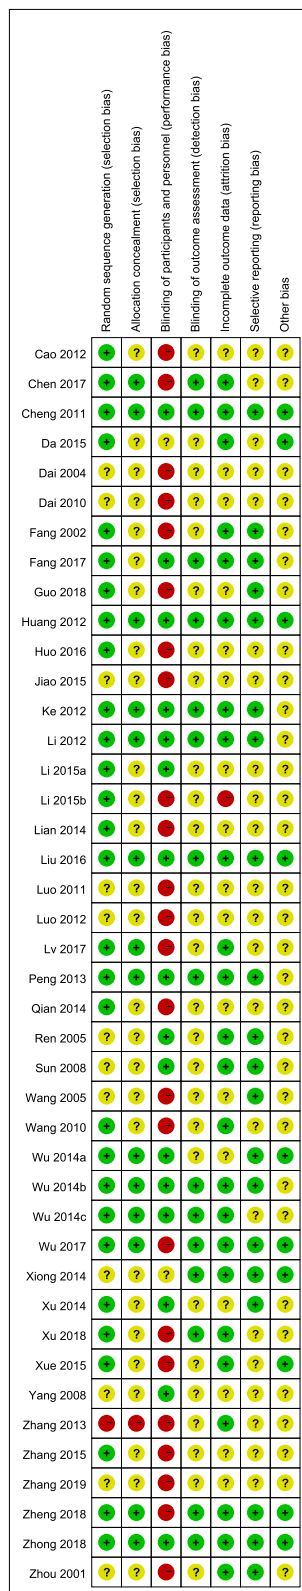 Random sequence generation (selection bias)
Allocation concealment (selection bias)
Blinding of participants and personnel (performance bias)
Blinding of outcome assessment (detection bias)
Incomplete outcome data (attrition bias)
Selective reporting (reporting bias)
Other bias
Cao 2012 + ? - ? ? ? ?
Chen 2017 + + - + + ? ?
Cheng 2011 + + + + + + +
Da 2015 + ? ? ? + ? +
Dai 2004 ? ? - ? ? ? ?
Dai 2010 ? ? - ? ? ? ?
Fang 2002 + ? - ? + + ?
Fang 2017 + ? + + + + ?
Guo 2018 + ? - ? ? + ?
Huang 2012 + + + + + + +
Huo 2016 + ? - ? ? ? ?
Jiao 2015 ? ? - ? ? ? ?
Ke 2012 + + + + + + ?
Li 2012 + + + + + + ?
Li 2015a + ? + ? ? ? ?
Li 2015b + ? - ? - ? ?
Lian 2014 + ? - ? ? ? ?
Liu 2016 + + + + + + +
Luo 2011 ? ? - ? ? ? ?
Luo 2012 ? ? - ? ? ? ?
Lv 2017 + + - ? + ? ?
Peng 2013 + + + + + + ?
Qian 2014 + ? - ? ? ? ?
Ren 2005 ? ? + ? + + ?
Sun 2008 ? ? + ? + + ?
Wang 2005 ? ? - ? ? + ?
Wang 2010 + ? - ? + ? ?
Wu 2014a + + + ? ? + +
Wu 2014b + + + + + + ?
Wu 2014c + + + + + ? ?
Wu 2017 + + - + + + +
Xiong 2014 ? ? ? + + + +
Xu 2014 + ? + ? ? + ?
Xu 2018 + ? - + + ? ?
Xue 2015 + ? - ? + ? +
Yang 2008 ? ? + ? ? ? ?
Zhang 2013 - - - ? + ? ?
Zhang 2015 + ? - ? ? ? ?
Zhang 2019 ? ? - ? ? ? ?
Zheng 2018 + + - + + + +
Zhong 2018 + + + + + + +
Zhou 2001 ? ? - ? + + ?